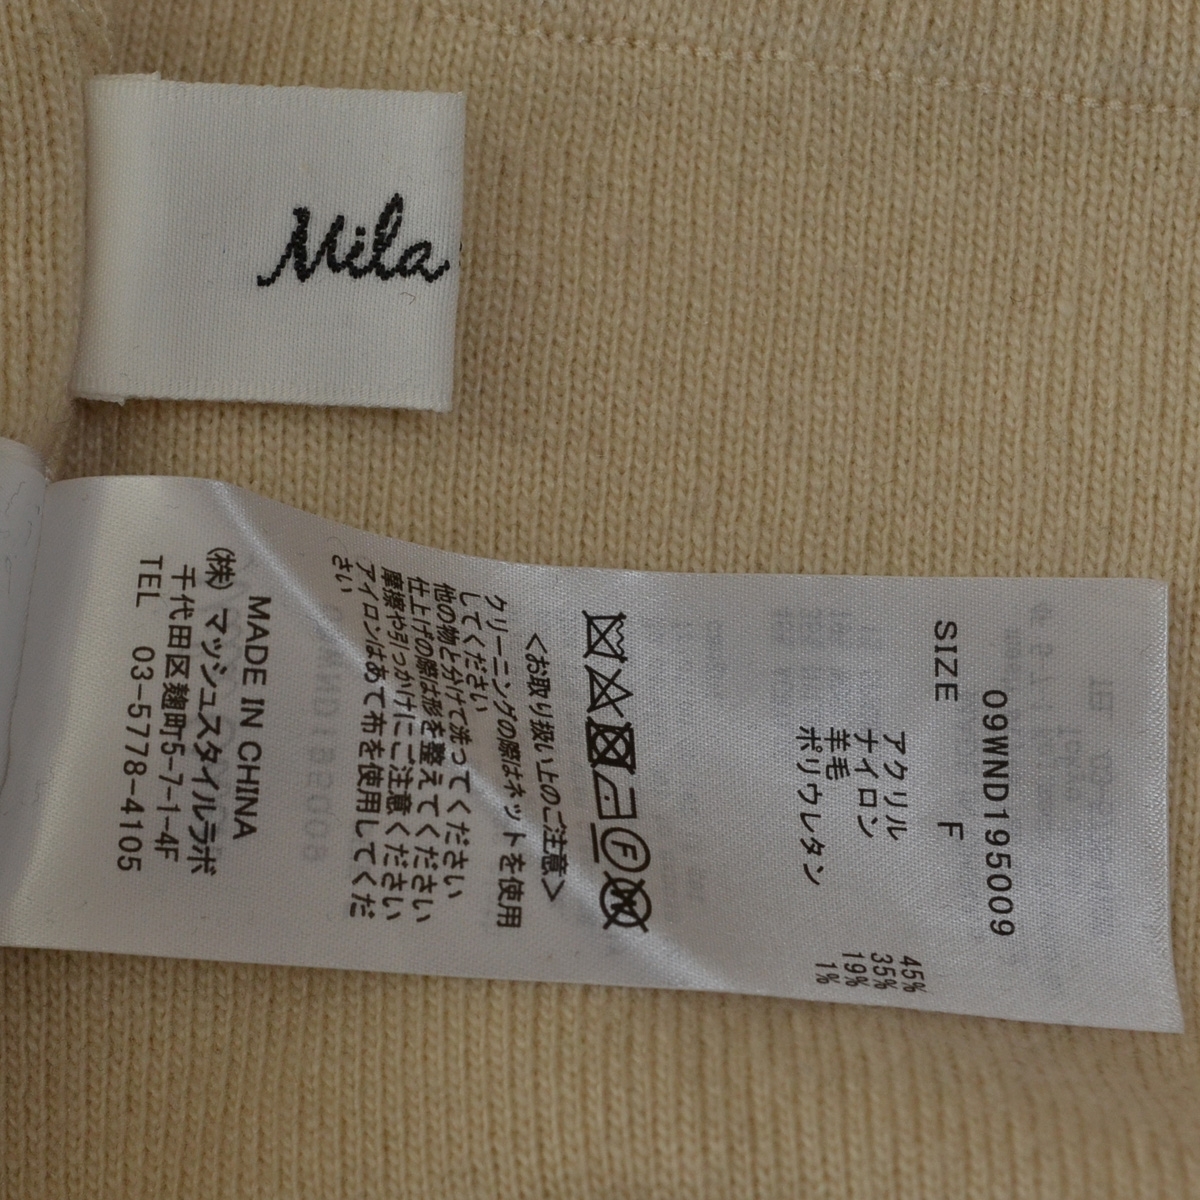 Mila
09WND195009
SIZE F
アクリル 45%
ナイロン 35%
羊毛 19%
ポリウレタン 1%
F
W
<お取り扱い上のご注意>
クリーニングの際はネットを使用
してください
他の物と分けて洗ってください
仕上げの際は形を整えてください
摩擦や引っかけにご注意ください
アイロンはあて布を使用してくだ
さい
MADE IN CHINA
(株)マッシュスタイルラボ
千代田区麹町5-7-1-4F
TEL 03-5778-4105